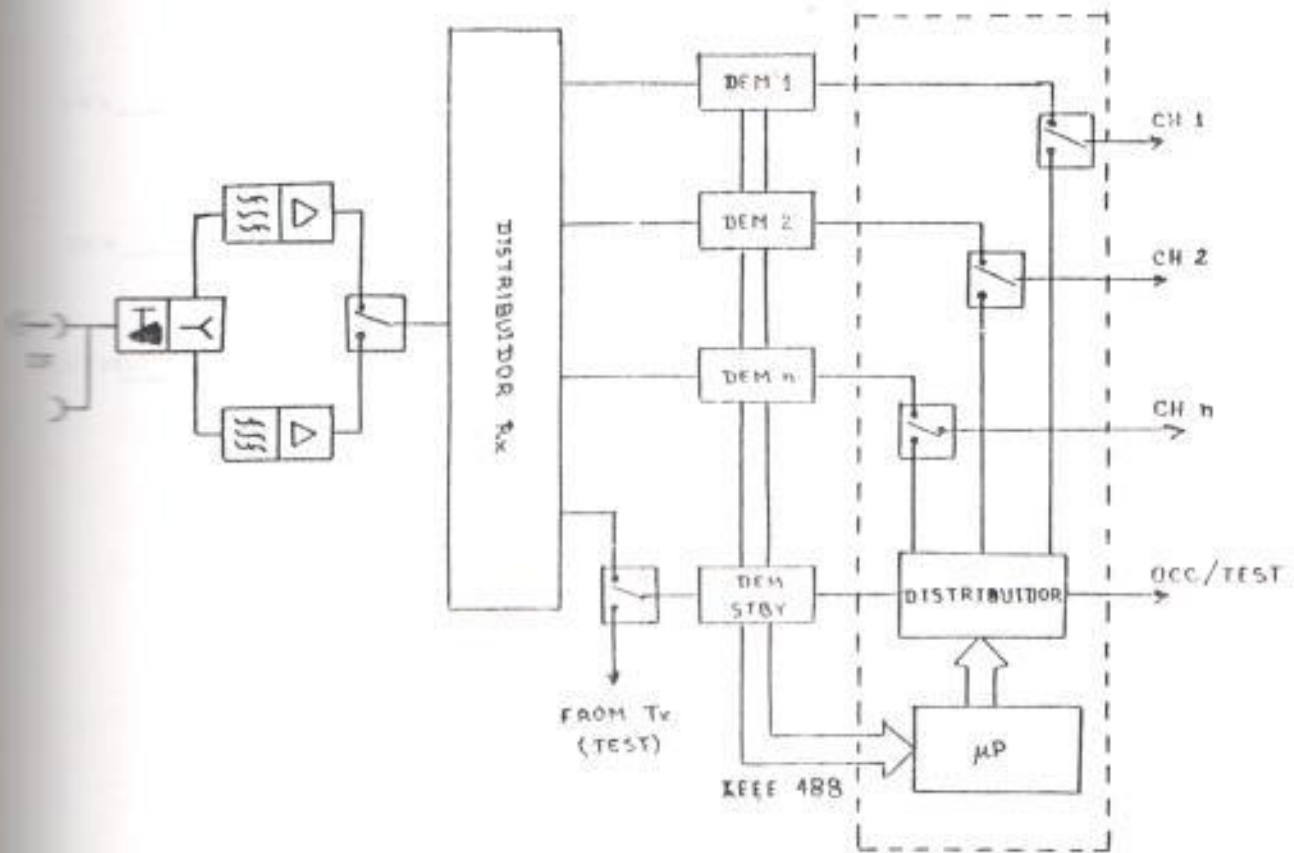 DEM 1
CH 1
DEM 2
CH 2
DISTRIBUIDOR Rx
DEM n
CH n
DEM
STBY
DISTRIBUIDOR
OCC/TEST
FROM Tx
(TEST)
μP
IEEE 488